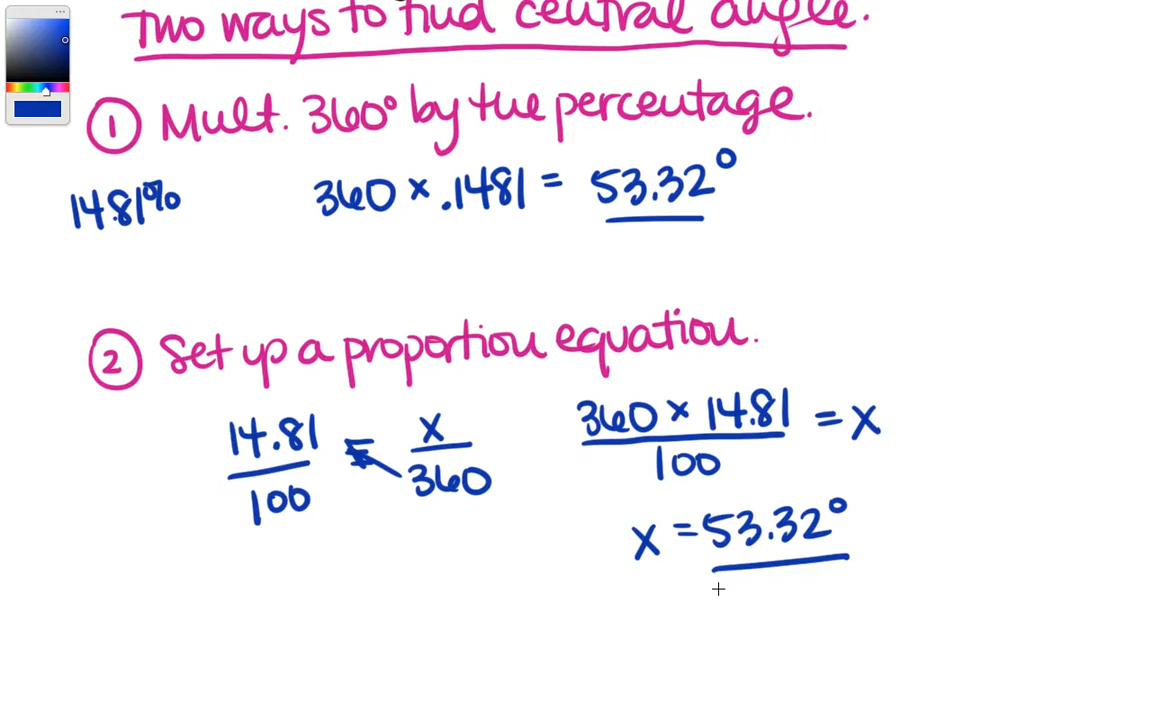 Two ways to find central angle.
① Mult. 360° by the percentage.
14.81% 360 × .1481 = 53.32°
② Set up a proportion equation.
14.81 = x 360 × 14.81 = x
100 360 100
x = 53.32°